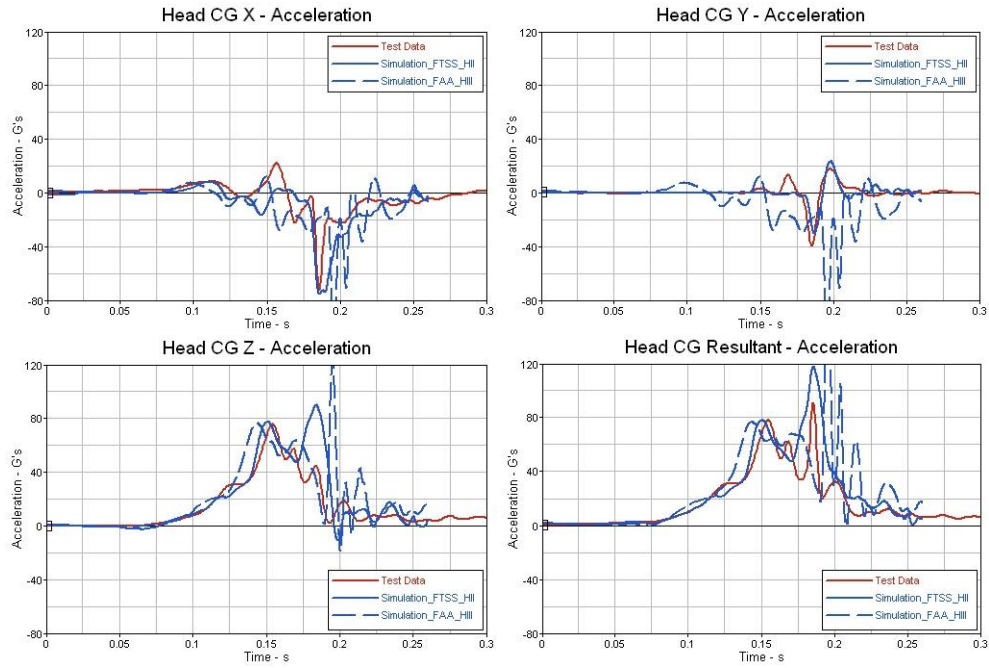 Head CG X - Acceleration
120
80
40
0
-40
-80
Acceleration - G's
Test Data
Simulation_FTSS_HII
Simulation_FAA_HIII
0
0.05
0.1
0.15
0.2
0.25
0.3
Time - s
Head CG Y - Acceleration
120
80
40
0
-40
-80
Acceleration - G's
Test Data
Simulation_FTSS_HII
Simulation_FAA_HIII
0
0.05
0.1
0.15
0.2
0.25
0.3
Time - s
Head CG Z - Acceleration
120
80
40
0
-40
-80
Acceleration - G's
Test Data
Simulation_FTSS_HII
Simulation_FAA_HIII
0
0.05
0.1
0.15
0.2
0.25
0.3
Time - s
Head CG Resultant - Acceleration
120
80
40
0
-40
-80
Acceleration - G's
Test Data
Simulation_FTSS_HII
Simulation_FAA_HIII
0
0.05
0.1
0.15
0.2
0.25
0.3
Time - s